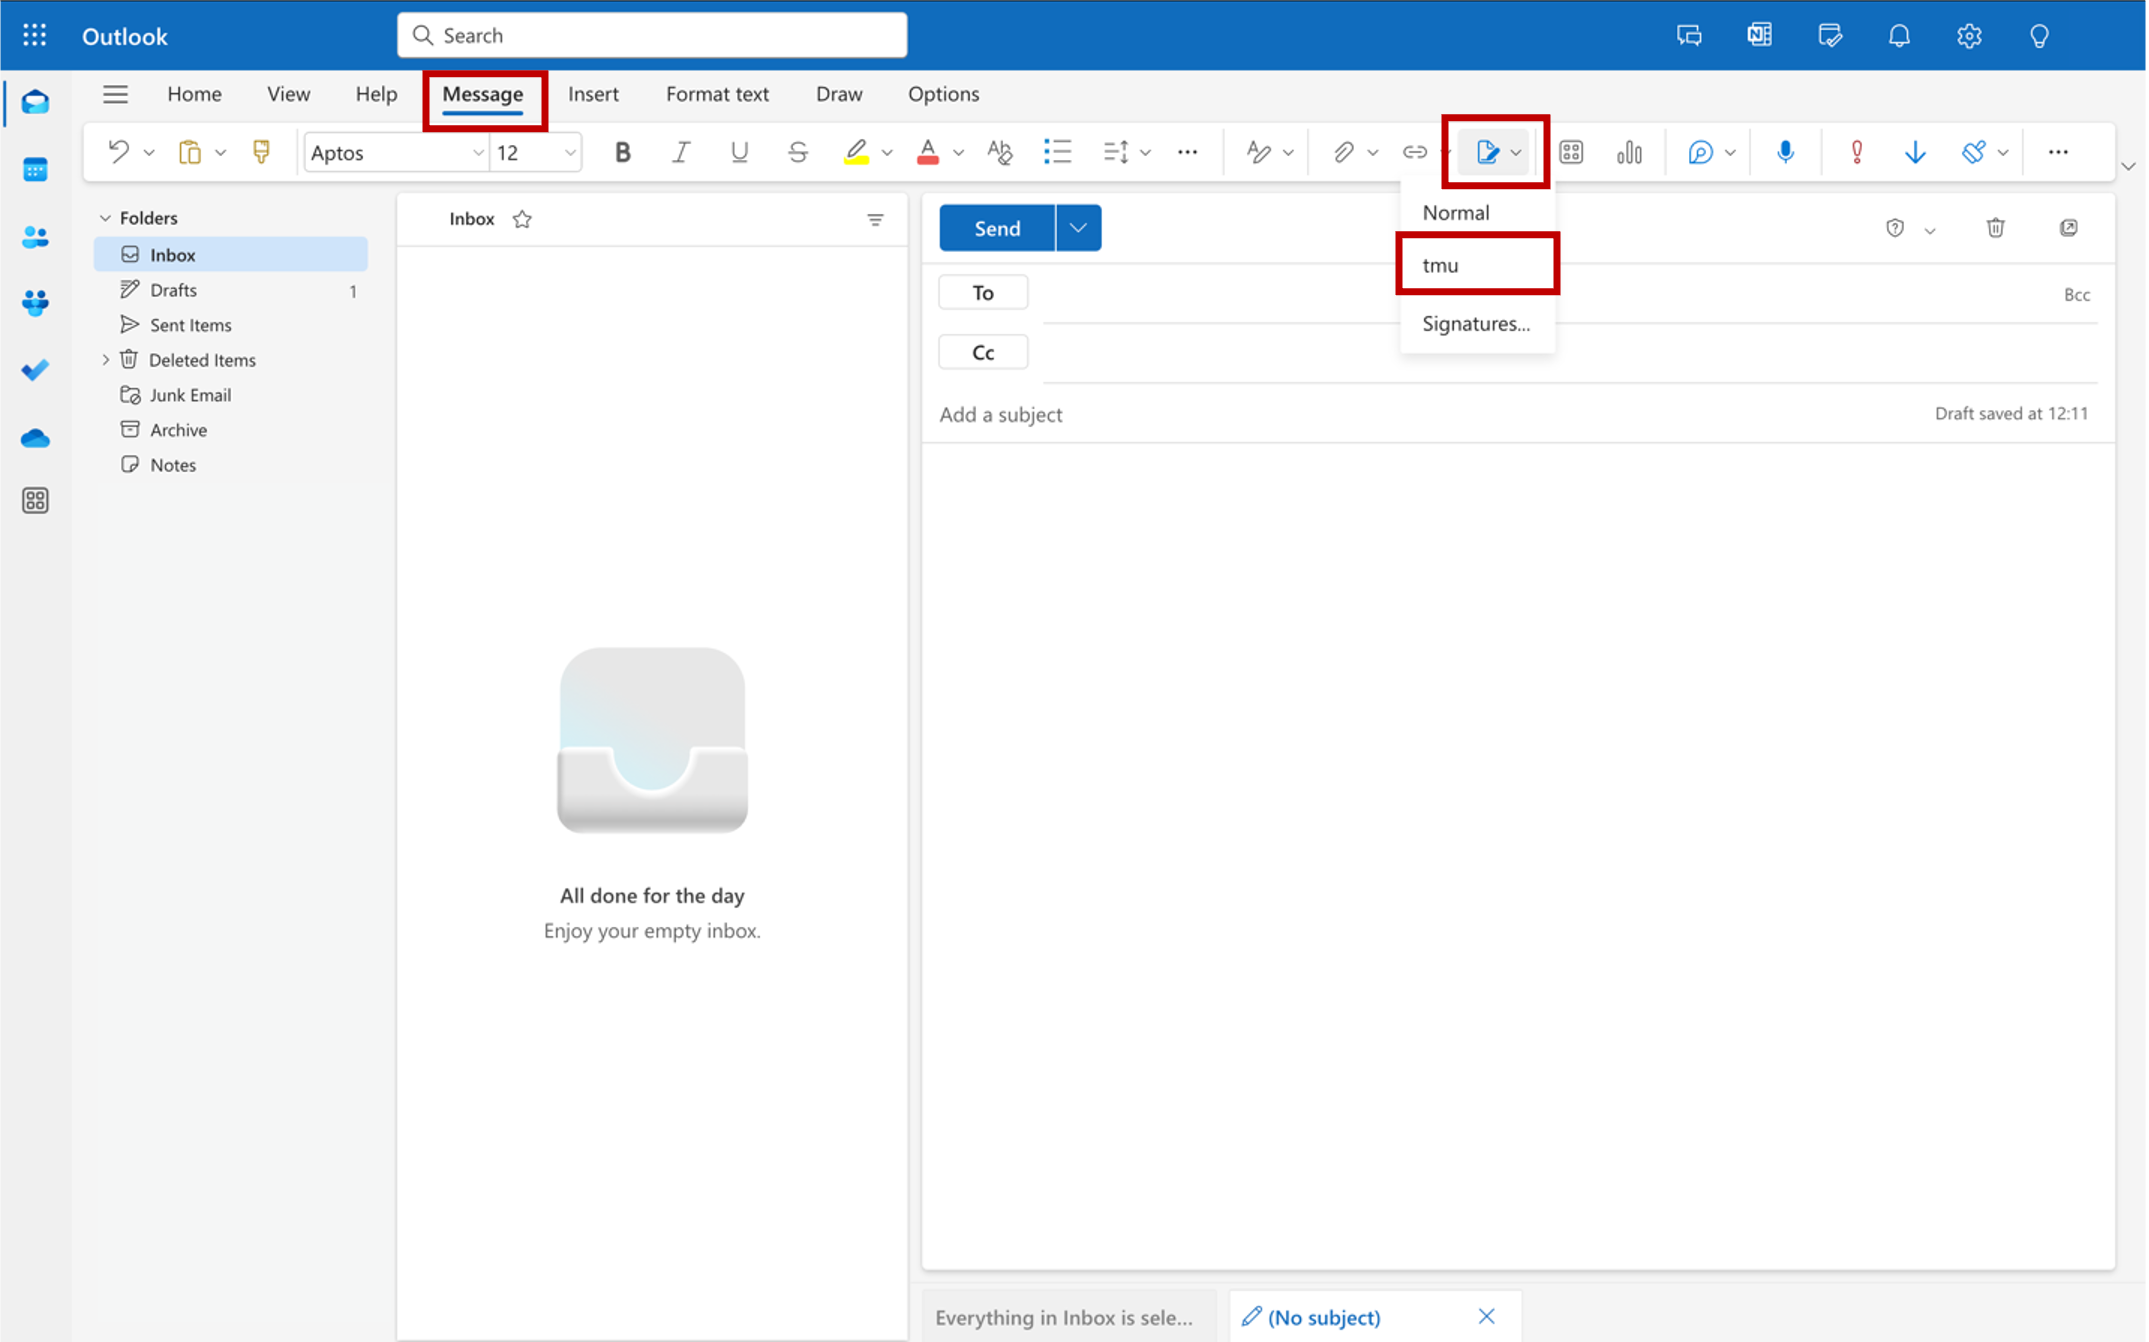 Outlook
Search
Home View Help Message Insert Format text Draw Options
Aptos 12
Folders
Inbox
Drafts 1
Sent Items
Deleted Items
Junk Email
Archive
Notes
Inbox
All done for the day
Enjoy your empty inbox.
Normal
tmu
Signatures...
Send
To
Bcc
Cc
Add a subject
Draft saved at 12:11
Everything in Inbox is sele...
(No subject)